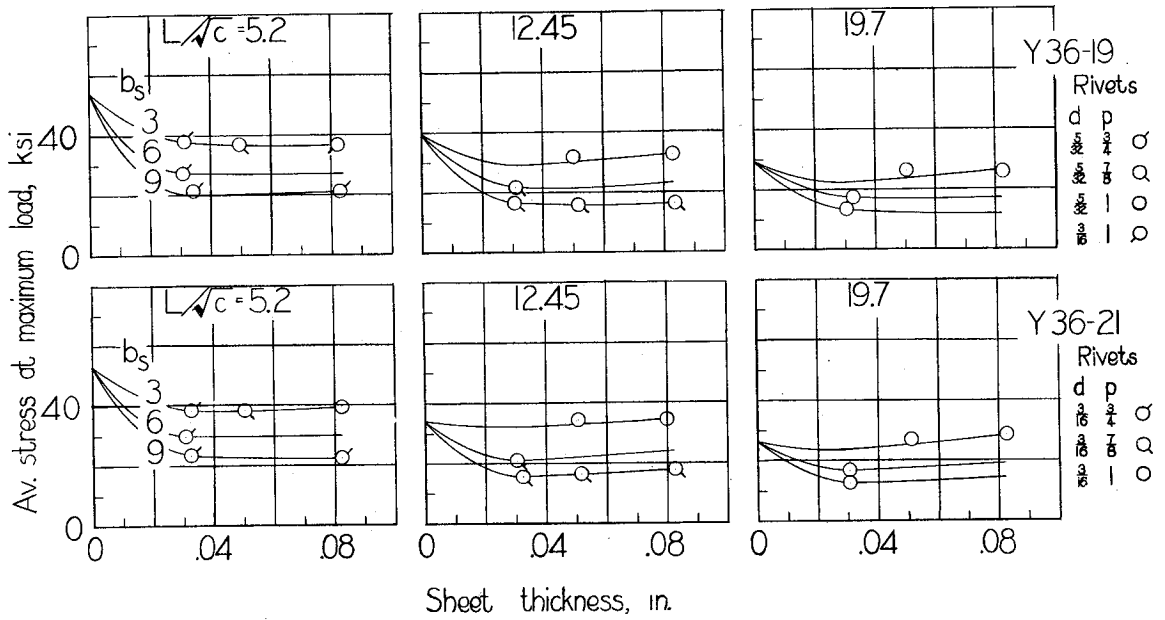 L/√c = 5.2
12.45
19.7
Y 36-19
Rivets
d p
5/32 3/4
5/32 7/8
5/32 1
3/16 1
bs
3
6
9
40
0
L/√c = 5.2
12.45
19.7
Y 36-21
Rivets
d p
3/16 3/4
3/16 7/8
3/16 1
bs
3
6
9
40
0
0 .04 .08
0 .04 .08
0 .04 .08
Av. stress at maximum load, ksi
Sheet thickness, in.